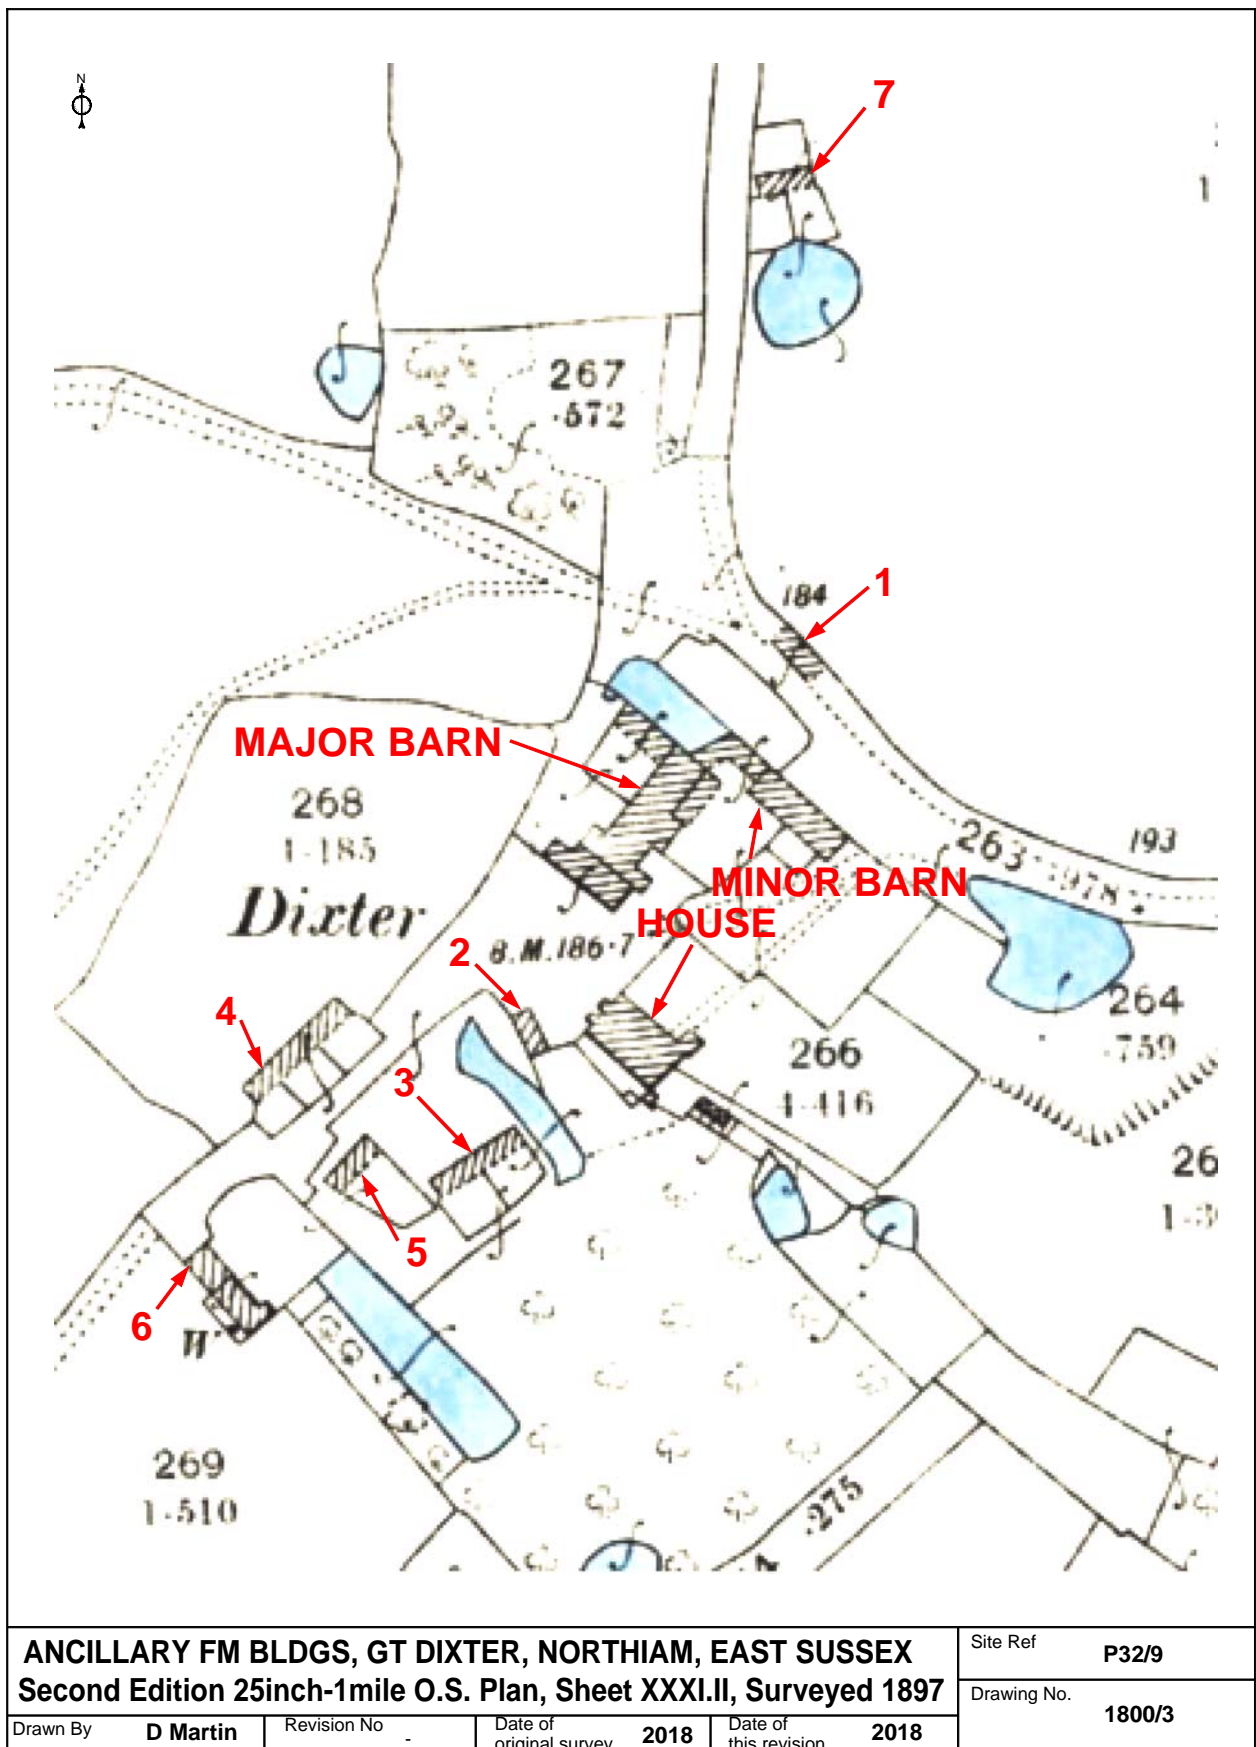 N
7
1
267
.572
184
1
MAJOR BARN
268
1.185
Dixter
263
.978
193
MINOR BARN
HOUSE
B.M.186.7
2
264
.759
4
266
1.416
3
26
5
6
W
269
1.510
.275
ANCILLARY FM BLDGS, GT DIXTER, NORTHIAM, EAST SUSSEX
Second Edition 25inch-1mile O.S. Plan, Sheet XXXI.II, Surveyed 1897
Site Ref P32/9
Drawing No. 1800/3
Drawn By D Martin
Revision No -
Date of original survey 2018
Date of this revision 2018